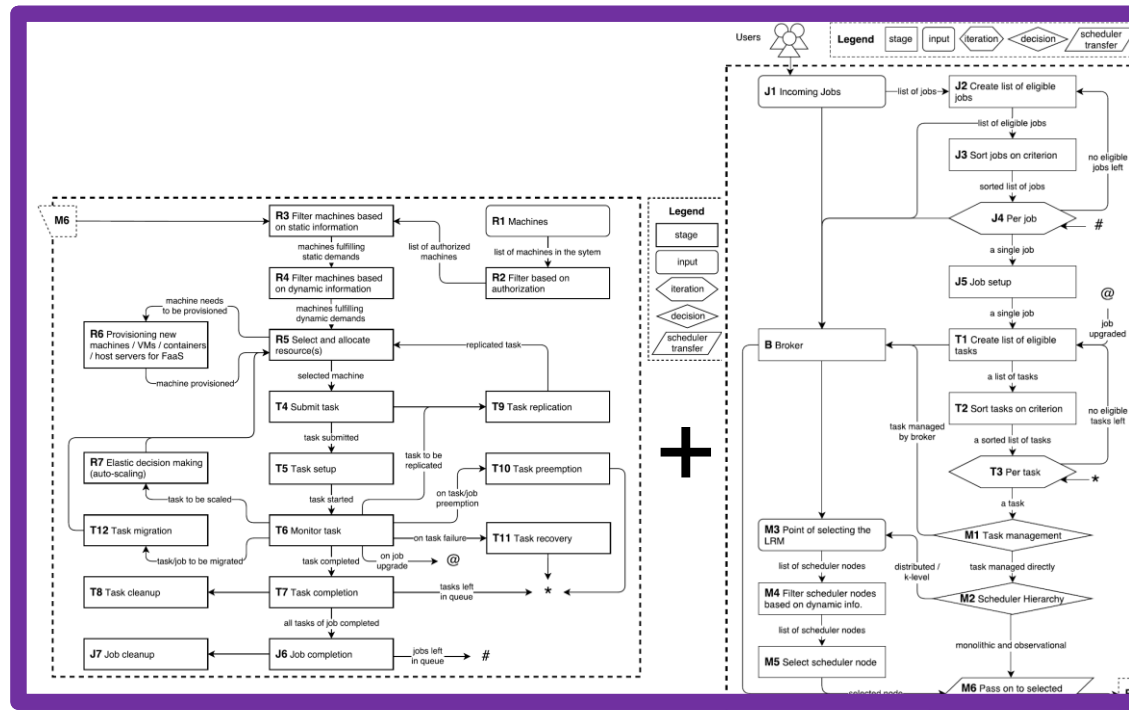 M6
R3 Filter machines based
on static information
R1 Machines
list of authorized
machines
list of machines in the sytem
machines fulfilling
static demands
R4 Filter machines based
on dynamic information
R2 Filter based on
authorization
machine needs
to be provisioned
machines fulfilling
dynamic demands
R6 Provisioning new
machines / VMs / containers
/ host servers for FaaS
R5 Select and allocate
resource(s)
replicated task
machine provisioned
selected machine
T4 Submit task
T9 Task replication
task submitted
task to be
replicated
R7 Elastic decision making
(auto-scaling)
T5 Task setup
T10 Task preemption
task to be scaled
task started
on task/job
preemption
T12 Task migration
T6 Monitor task
on task failure
T11 Task recovery
task/job to be migrated
task completed
on job
upgrade
@
T8 Task cleanup
T7 Task completion
tasks left
in queue
*
all tasks of job completed
J7 Job cleanup
J6 Job completion
jobs left
in queue
#
Legend
stage
input
iteration
decision
scheduler
transfer
+
Users
Legend
stage
input
iteration
decision
scheduler
transfer
J1 Incoming Jobs
list of jobs
J2 Create list of eligible
jobs
list of eligible jobs
J3 Sort jobs on criterion
no eligible
jobs left
sorted list of jobs
J4 Per job
#
a single job
J5 Job setup
@
a single job
job
upgraded
B Broker
T1 Create list of eligible
tasks
a list of tasks
T2 Sort tasks on criterion
no eligible
tasks left
task managed
by broker
a sorted list of tasks
T3 Per task
*
a task
M3 Point of selecting the
LRM
M1 Task management
list of scheduler nodes
distributed /
k-level
task managed directly
M4 Filter scheduler nodes
based on dynamic info.
M2 Scheduler Hierarchy
list of scheduler nodes
monolithic and observational
M5 Select scheduler node
selected node
M6 Pass on to selected